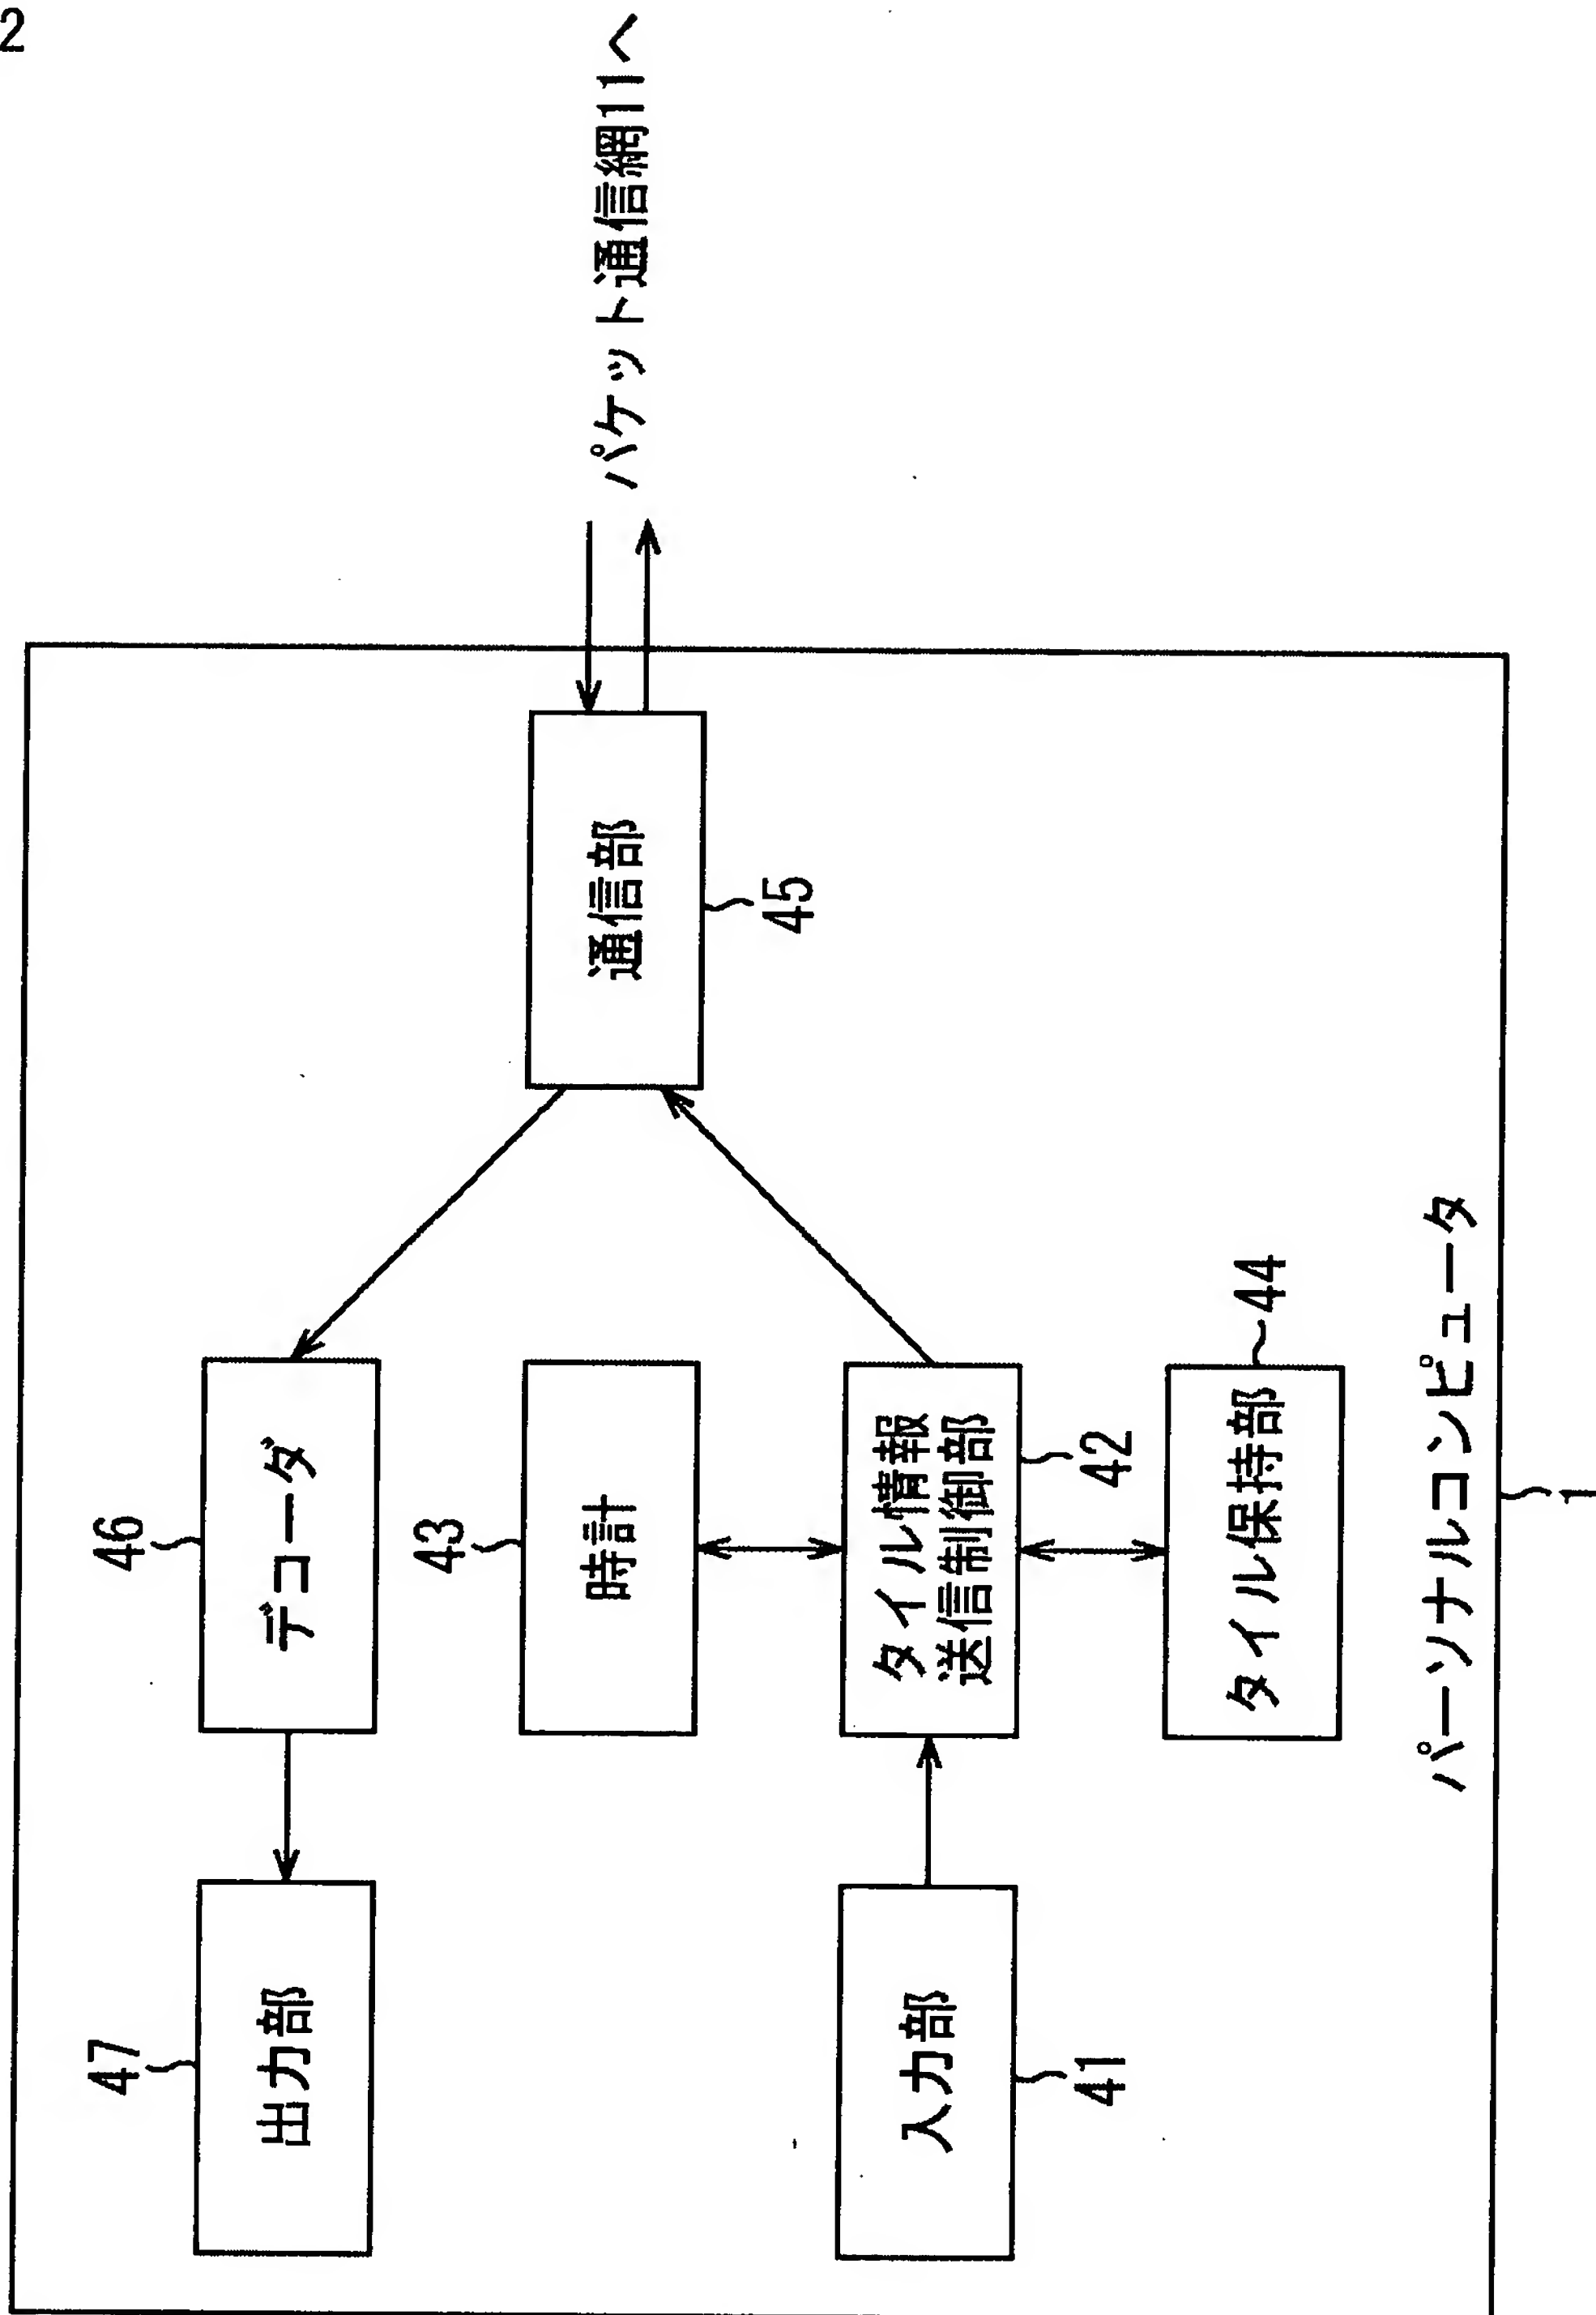 2
47
出力部
46
デコーダ
43
時計
通信部
45
パケット通信網11へ
41
入力部
タイル情報
送信制御部
42
タイル保持部
44
パーソナルコンピュータ
1